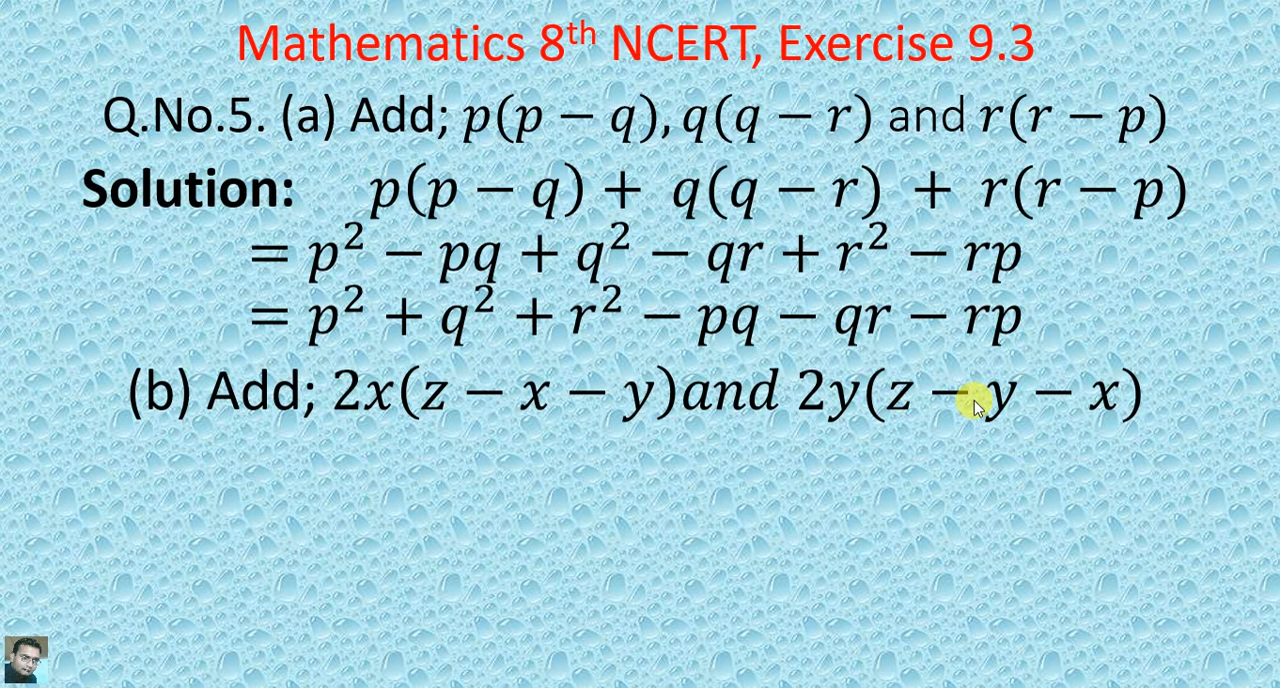 Mathematics 8ᵗʰ NCERT, Exercise 9.3
Q.No.5. (a) Add; p(p − q), q(q − r) and r(r − p)
Solution: p(p − q) + q(q − r) + r(r − p)
= p² − pq + q² − qr + r² − rp
= p² + q² + r² − pq − qr − rp
(b) Add; 2x(z − x − y)and 2y(z − y − x)